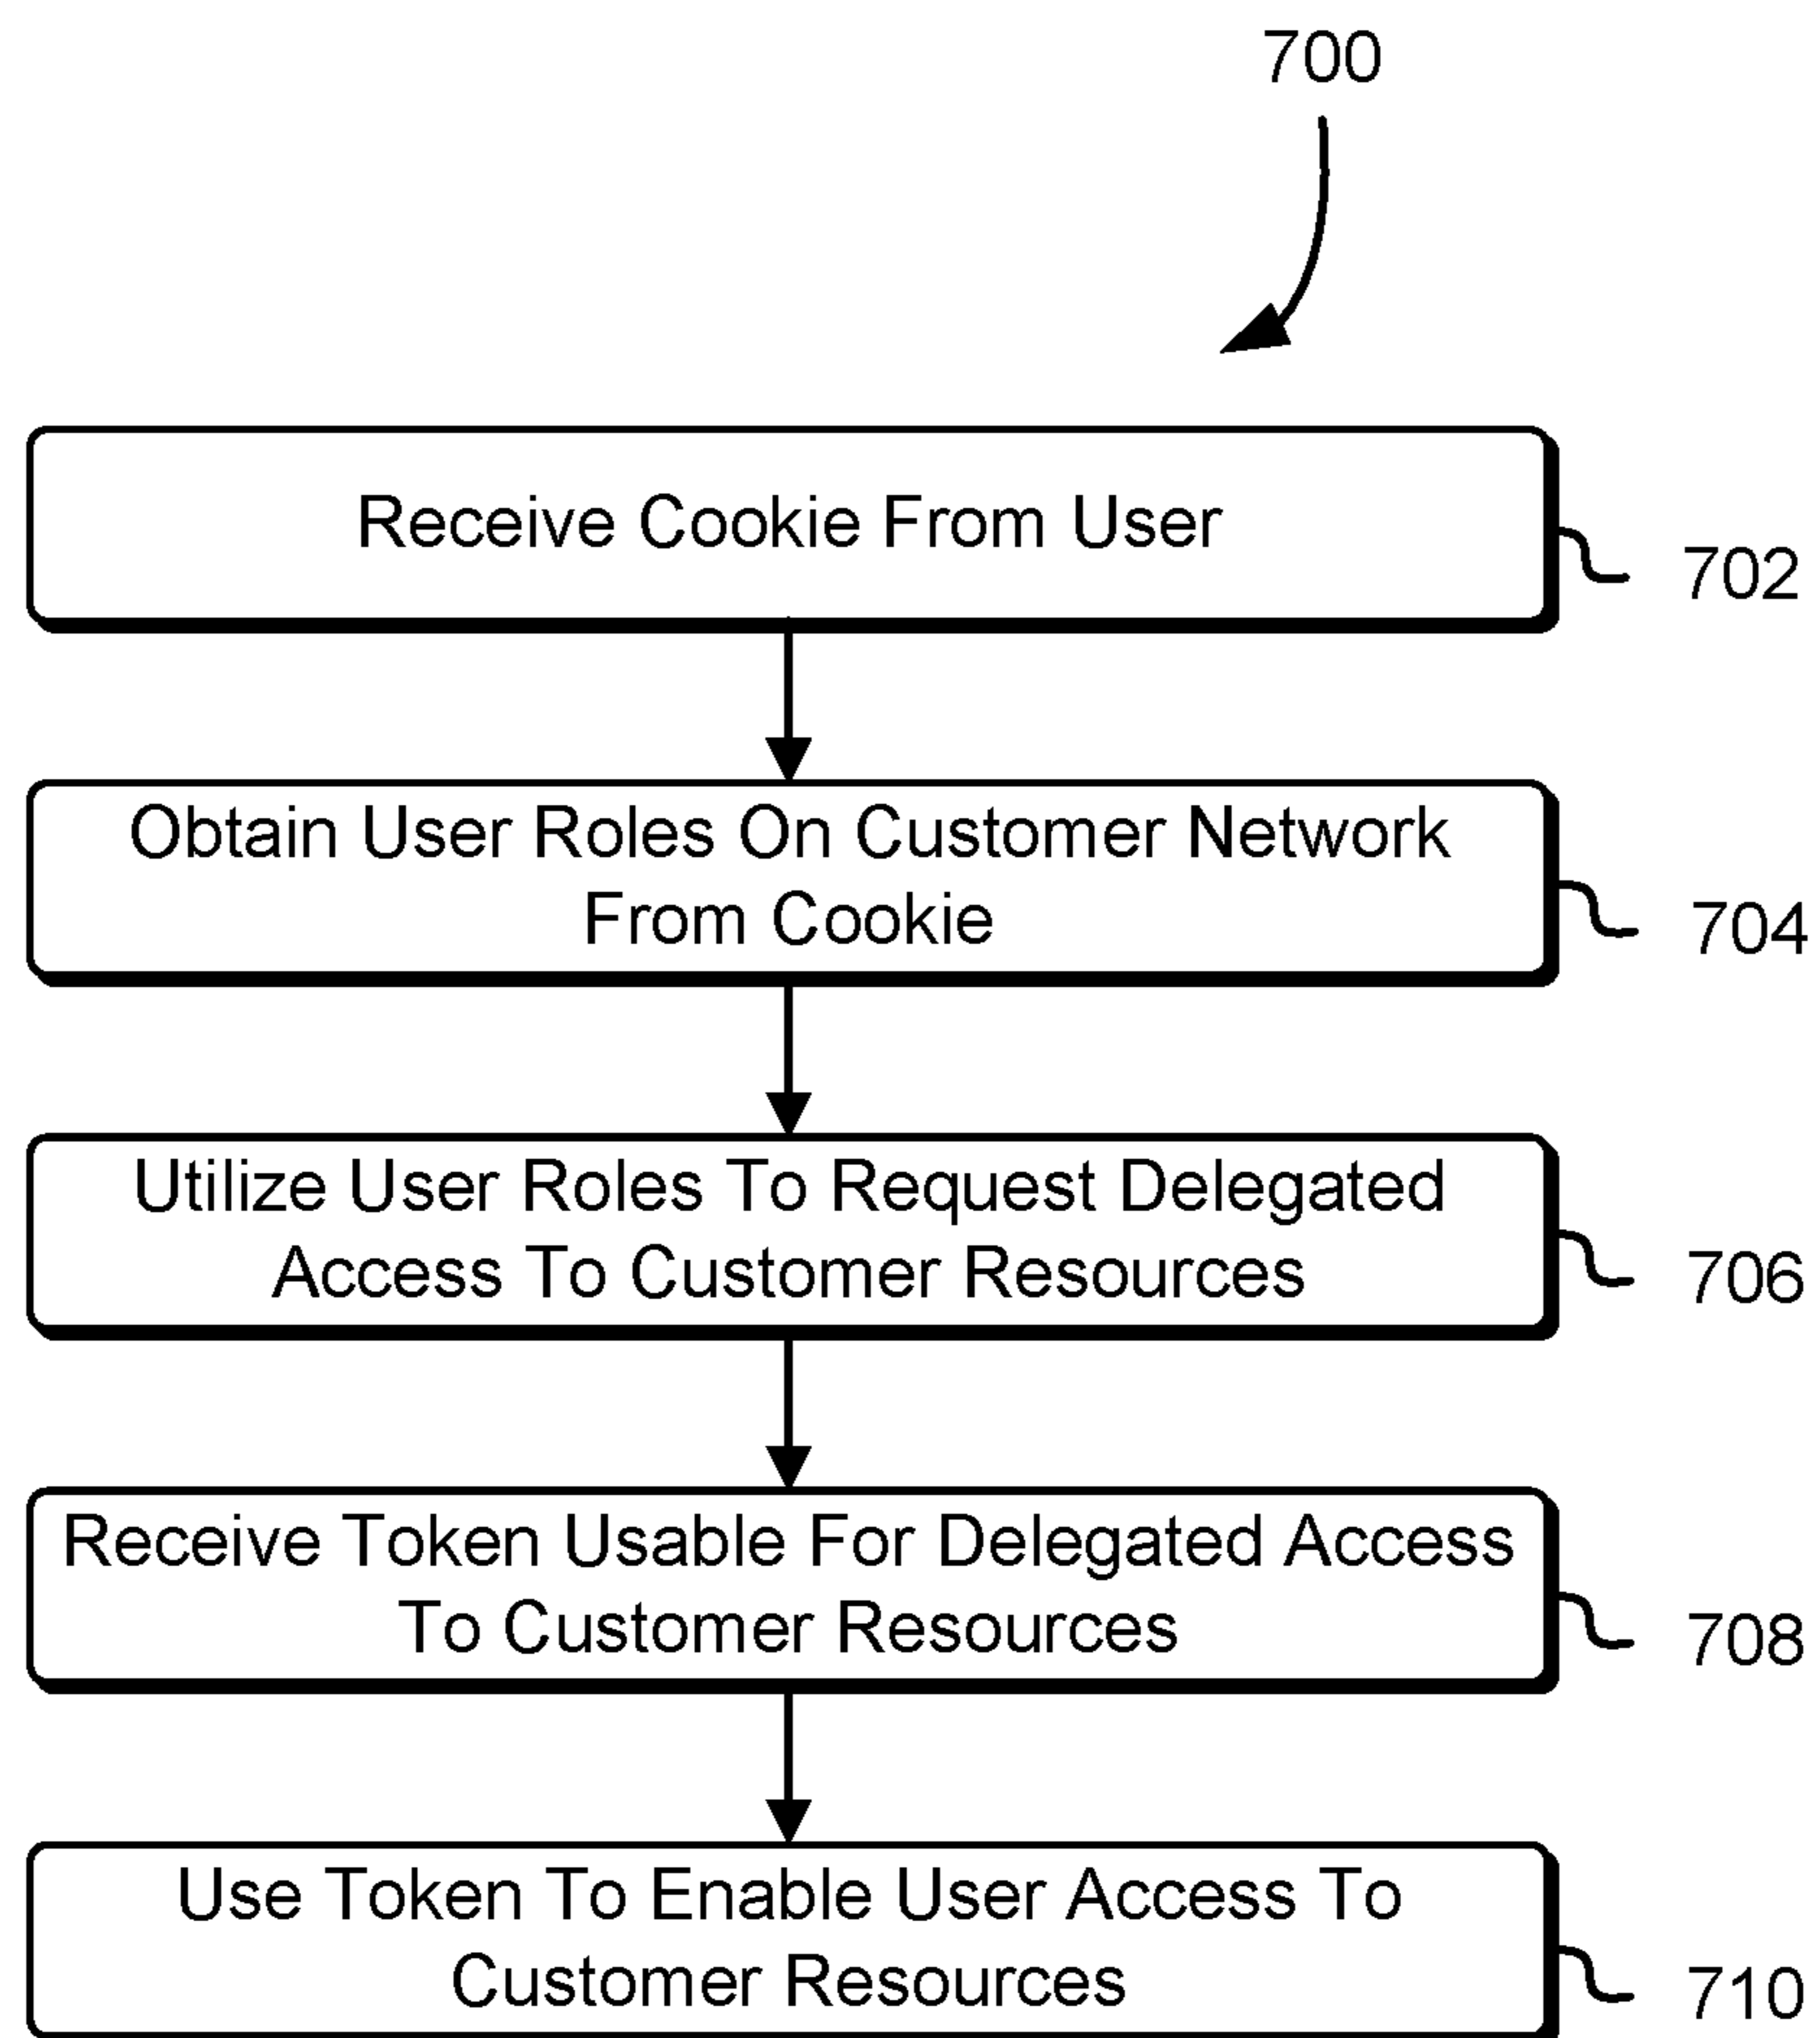 700
Receive Cookie From User
702
Obtain User Roles On Customer Network
From Cookie
704
Utilize User Roles To Request Delegated
Access To Customer Resources
706
Receive Token Usable For Delegated Access
To Customer Resources
708
Use Token To Enable User Access To
Customer Resources
710